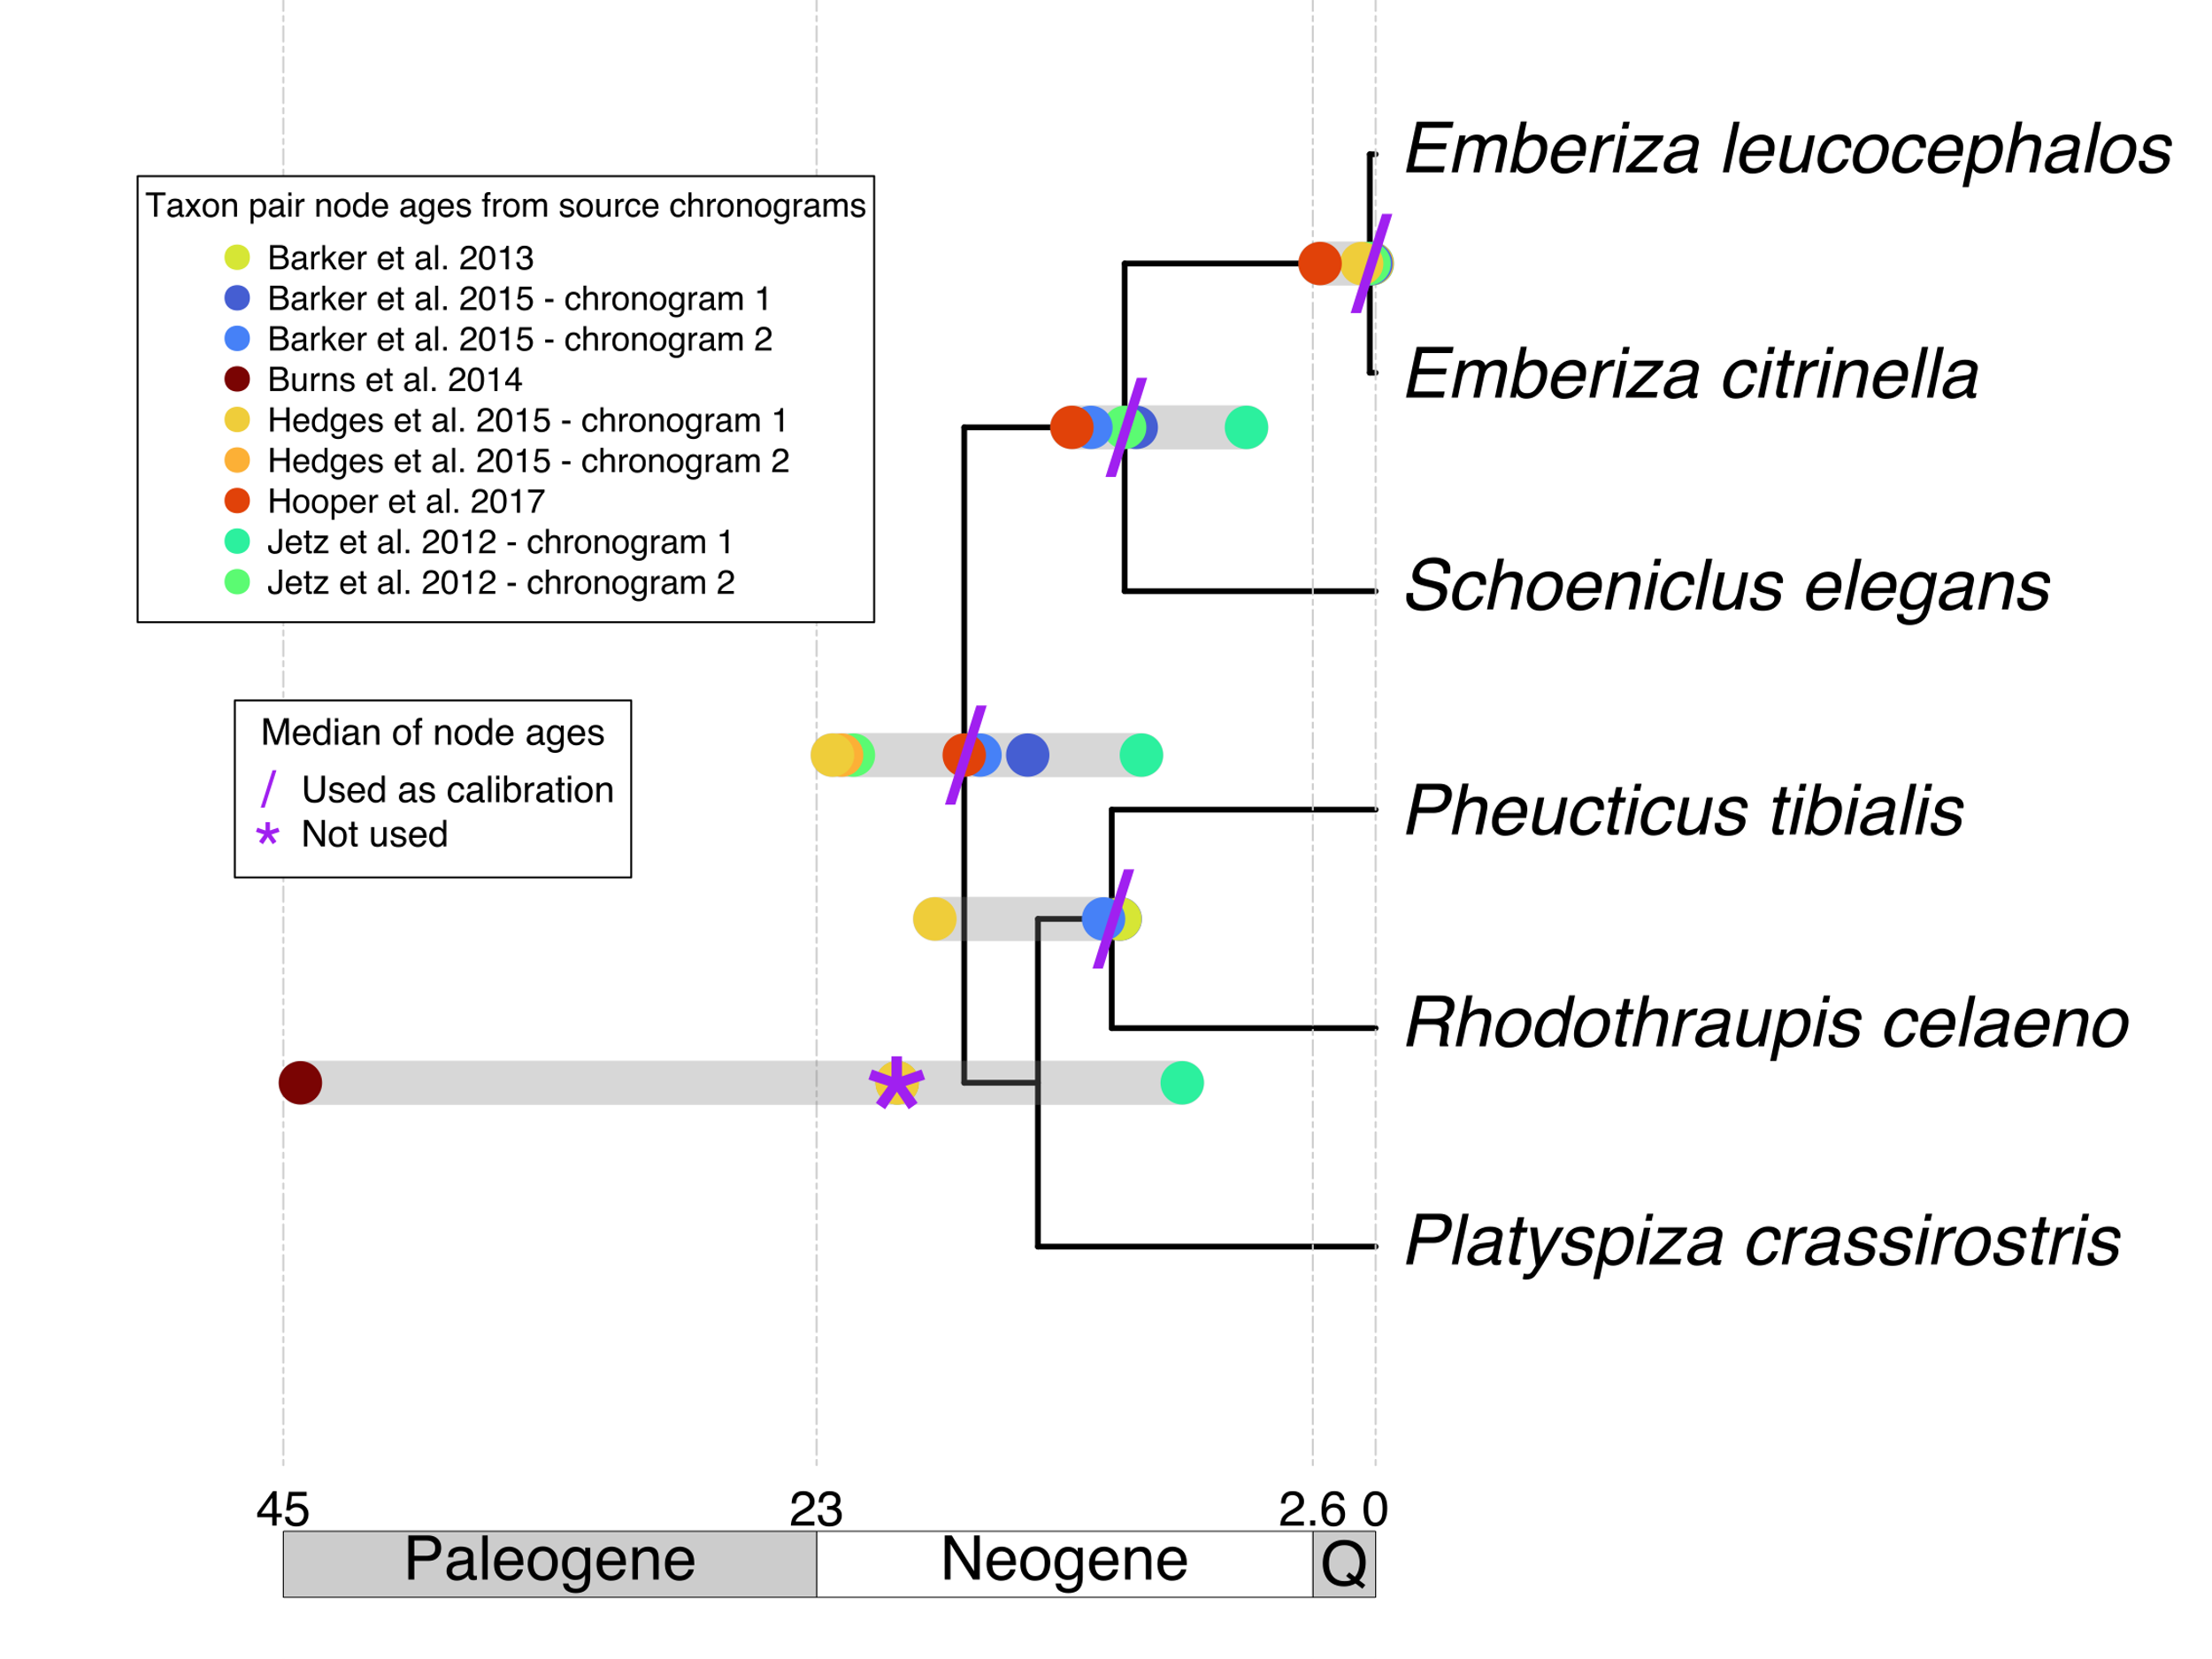 Emberiza leucocephalos
Taxon pair node ages from source chronograms
Barker et al. 2013
Barker et al. 2015 - chronogram 1
Barker et al. 2015 - chronogram 2
Burns et al. 2014
Hedges et al. 2015 - chronogram 1
Hedges et al. 2015 - chronogram 2
Hooper et al. 2017
Jetz et al. 2012 - chronogram 1
Jetz et al. 2012 - chronogram 2
Emberiza citrinella
Schoeniclus elegans
Median of node ages
/ Used as calibration
* Not used
Pheucticus tibialis
Rhodothraupis celaeno
*
Platyspiza crassirostris
45 23 2.6 0
Paleogene Neogene Q